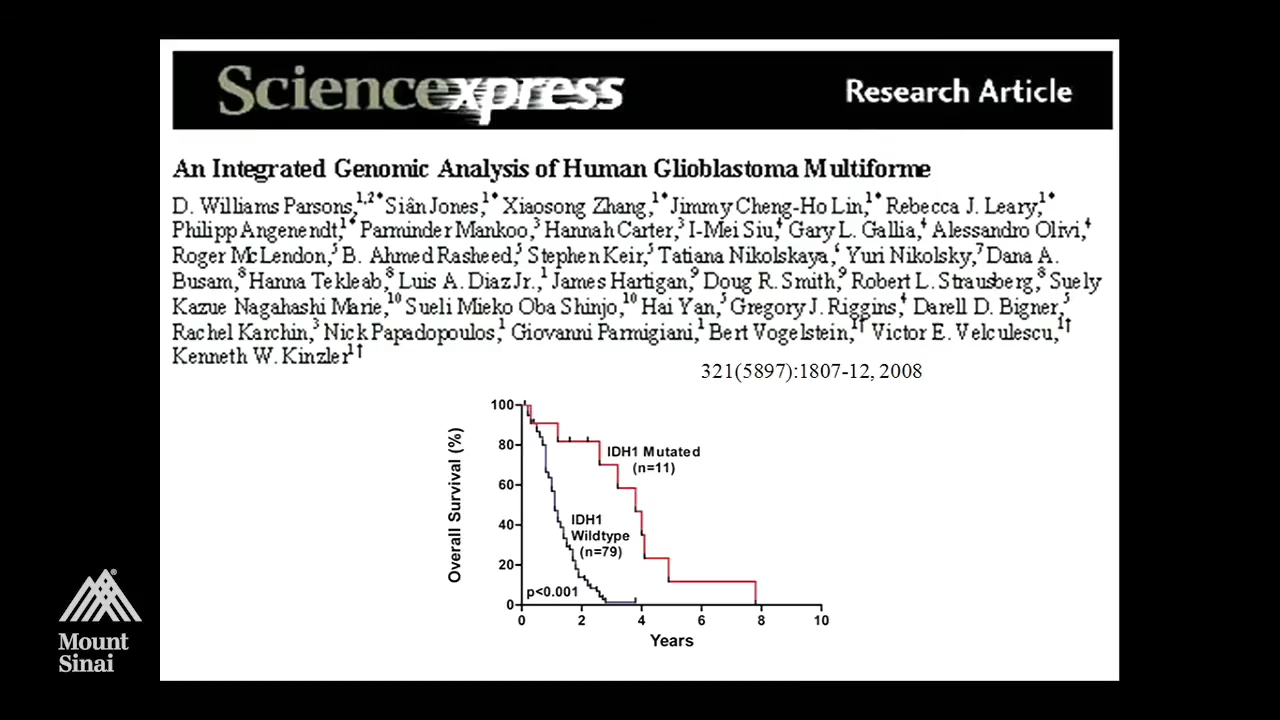 Sciencexpress
Research Article
An Integrated Genomic Analysis of Human Glioblastoma Multiforme
D. Williams Parsons,1,2* Siân Jones,1* Xiaosong Zhang,1* Jimmy Cheng-Ho Lin,1* Rebecca J. Leary,1*
Philipp Angenendt,1* Parminder Mankoo,3 Hannah Carter,3 I-Mei Siu,4 Gary L. Gallia,4 Alessandro Olivi,4
Roger McLendon,5 B. Ahmed Rasheed,5 Stephen Keir,5 Tatiana Nikolskaya,6 Yuri Nikolsky,7 Dana A.
Busam,8 Hanna Tekleab,8 Luis A. Diaz Jr.,1 James Hartigan,9 Doug R. Smith,9 Robert L. Strausberg,8 Suely
Kazue Nagahashi Marie,10 Sueli Mieko Oba Shinjo,10 Hai Yan,5 Gregory J. Riggins,4 Darell D. Bigner,5
Rachel Karchin,3 Nick Papadopoulos,1 Giovanni Parmigiani,1 Bert Vogelstein,1† Victor E. Velculescu,1†
Kenneth W. Kinzler1†
321(5897):1807-12, 2008
Overall Survival (%)
100
80
60
40
20
0
IDH1 Mutated
(n=11)
IDH1
Wildtype
(n=79)
p<0.001
0 2 4 6 8 10
Years
Mount
Sinai
®